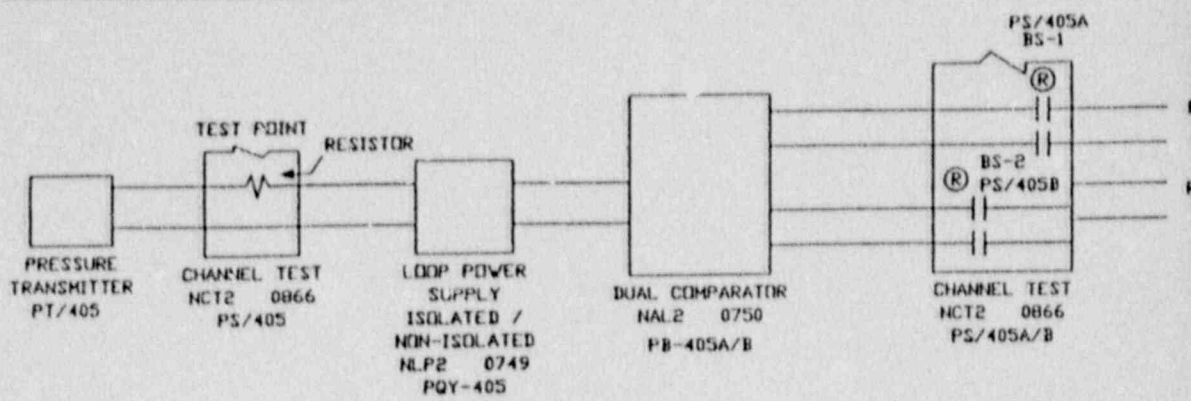 PS/405A
BS-1
R
TEST POINT
RESISTOR
BS-2
R
PS/405B
PRESSURE
TRANSMITTER
PT/405
CHANNEL TEST
NCT2 0866
PS/405
LOOP POWER
SUPPLY
ISOLATED /
NON-ISOLATED
NLP2 0749
PQY-405
DUAL COMPARATOR
NAL2 0750
PB-405A/B
CHANNEL TEST
NCT2 0866
PS/405A/B